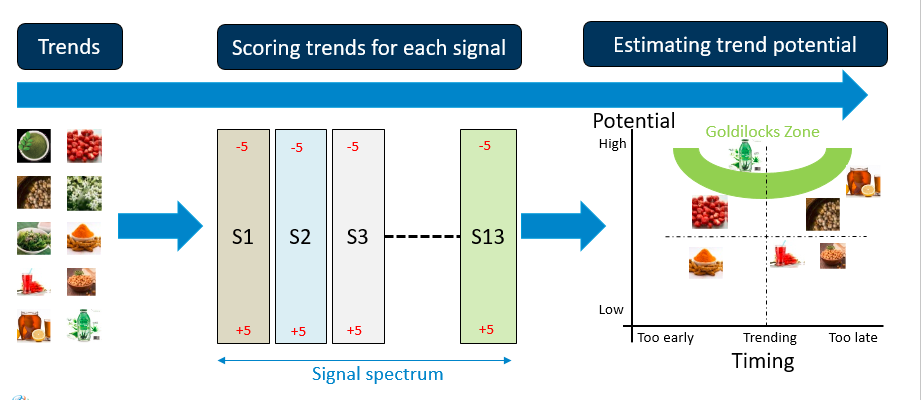 Trends
Scoring trends for each signal
Estimating trend potential
-5
-5
-5
-5
S1
S2
S3
S13
+5
+5
+5
+5
Signal spectrum
Potential
High
Goldilocks Zone
Low
Too early
Trending
Too late
Timing